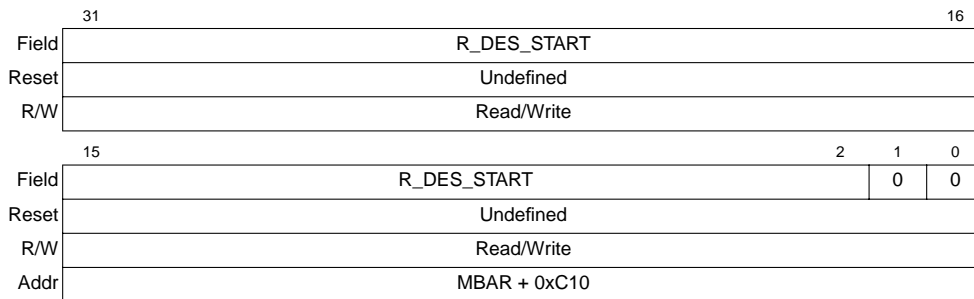 31 16
Field R_DES_START
Reset Undefined
R/W Read/Write
15 2 1 0
Field R_DES_START 0 0
Reset Undefined
R/W Read/Write
Addr MBAR + 0xC10